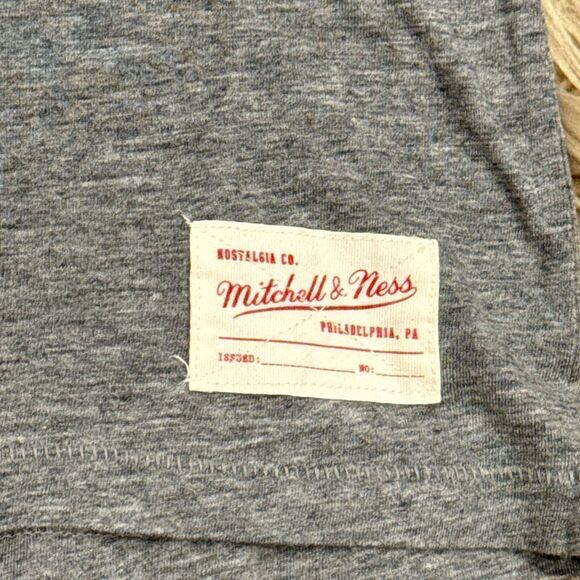 NOSTALGIA CO.
Mitchell & Ness
PHILADELPHIA, PA
ISSUED: NO: